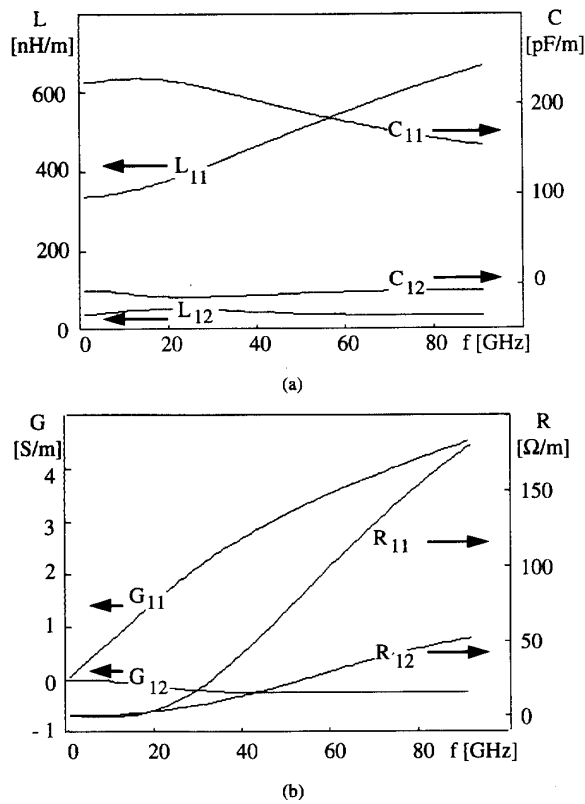 L C
[nH/m] [pF/m]
600 200
C11
L11
400 100
200 0
C12
L12
0
0 20 40 60 80 f [GHz]
(a)
G R
[S/m] [Ω/m]
4
150
3
R11
2 100
G11
1 50
R12
G12
0
0
- 1
0 20 40 60 80 f [GHz]
(b)